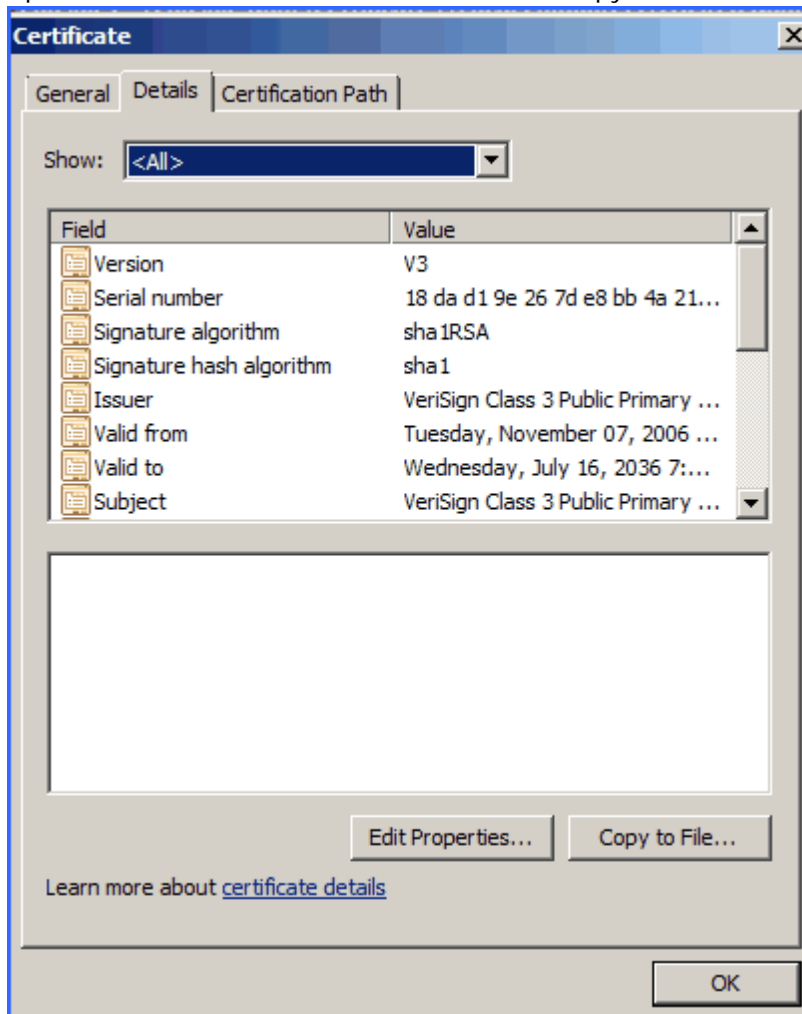 Certificate
General Details Certification Path
Show: <All>
Field Value
Version V3
Serial number 18 da d1 9e 26 7d e8 bb 4a 21...
Signature algorithm sha1RSA
Signature hash algorithm sha1
Issuer VeriSign Class 3 Public Primary ...
Valid from Tuesday, November 07, 2006 ...
Valid to Wednesday, July 16, 2036 7:...
Subject VeriSign Class 3 Public Primary ...
Edit Properties... Copy to File...
Learn more about certificate details
OK